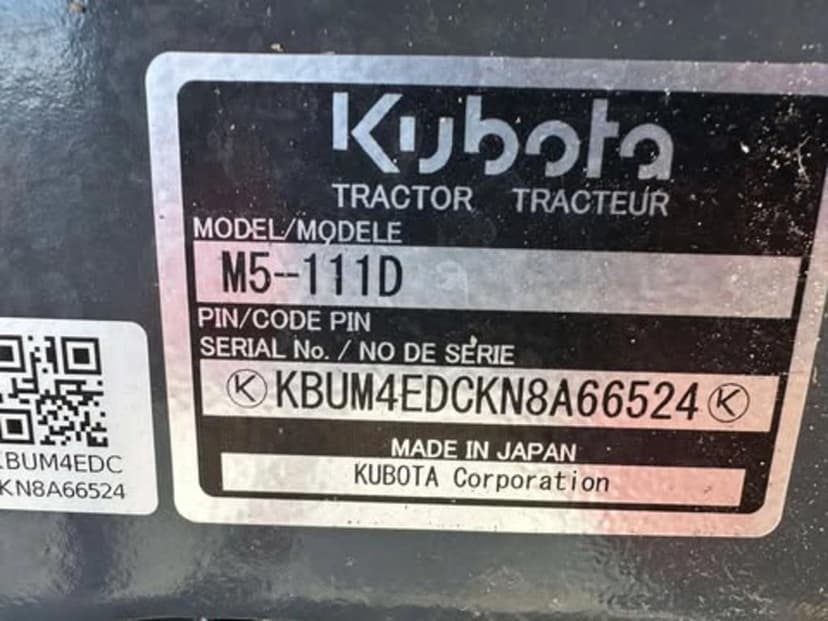 Kubota
TRACTOR TRACTEUR
MODEL/MODELE
M5-111D
PIN/CODE PIN
SERIAL No. / NO DE SERIE
K KBUM4EDCKN8A66524 K
MADE IN JAPAN
KUBOTA Corporation
KBUM4EDC
KN8A66524